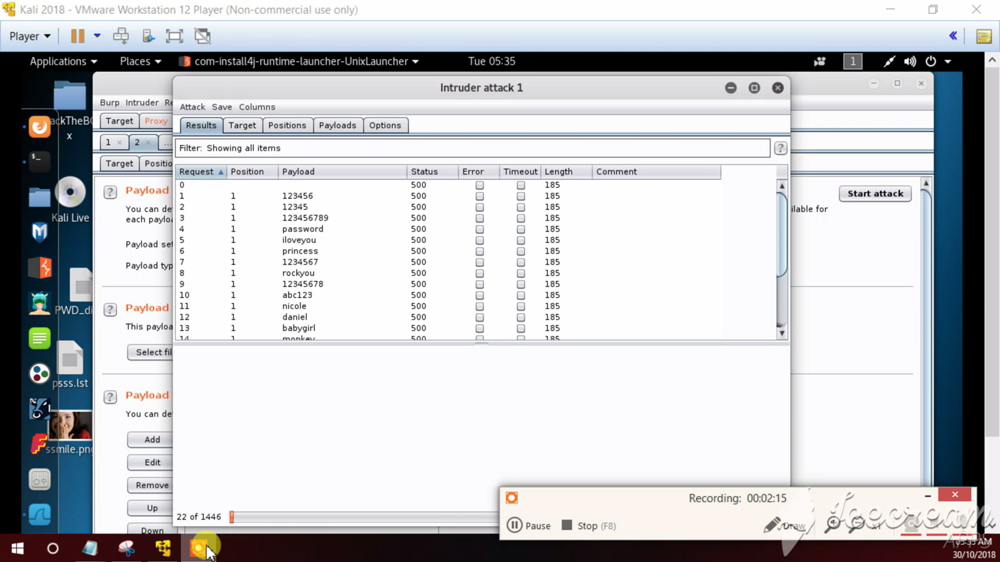 Kali 2018 - VMware Workstation 12 Player (Non-commercial use only)
Player
Applications Places com-install4j-runtime-launcher-UnixLauncher Tue 05:35 1
Intruder attack 1
Burp Intruder Re
Attack Save Columns
Target Proxy
Results Target Positions Payloads Options
ackTheBo
x
1 2 ...
Filter: Showing all items ?
Target Positio
Request Position Payload Status Error Timeout Length Comment
0 500 185
1 1 123456 500 185
2 1 12345 500 185
3 1 123456789 500 185
4 1 password 500 185
5 1 iloveyou 500 185
6 1 princess 500 185
7 1 1234567 500 185
8 1 rockyou 500 185
9 1 12345678 500 185
10 1 abc123 500 185
11 1 nicole 500 185
12 1 daniel 500 185
13 1 babygirl 500 185
14 1 monkey 500 185
? Payload
Start attack
You can de
ilable for
each paylo
Kali Live
Payload set
Payload typ
? Payload
PWD_di
This payloa
Select fil
psss.lst
? Payload
You can de
Add
ssmile.png
Edit
Remove
Up
Down
22 of 1446
Recording: 00:02:15
Pause Stop (F8) Draw x1
Icecream
APPS
05:35 AM
30/10/2018